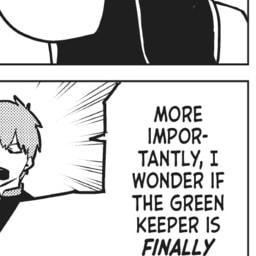 MORE
IMPOR-
TANTLY, I
WONDER IF
THE GREEN
KEEPER IS
FINALLY